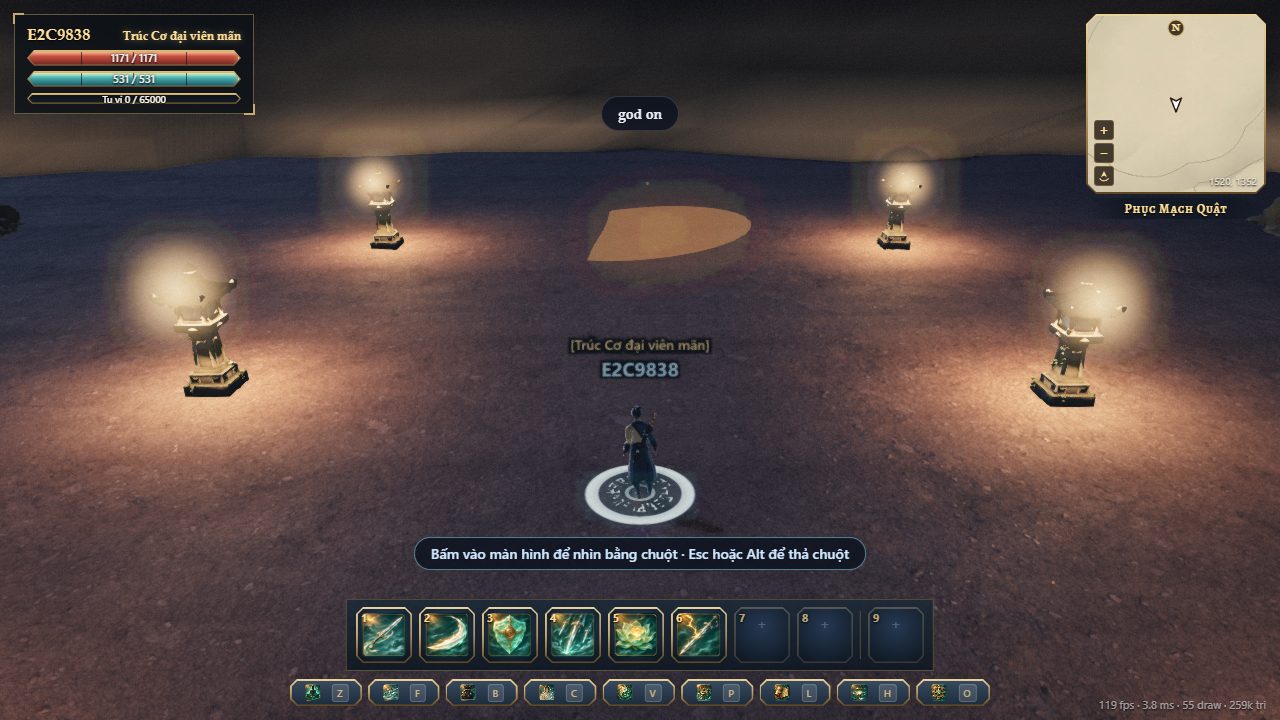 E2C9838 Trúc Cơ đại viên mãn
1171 / 1171
531 / 531
Tu vi 0 / 65000
god on
N
+
−
1520, 1352
Phục Mạch Quật
[Trúc Cơ đại viên mãn]
E2C9838
Bấm vào màn hình để nhìn bằng chuột · Esc hoặc Alt để thả chuột
1 2 3 4 5 6 7 8 9
+ + +
Z F B C V P L H O
119 fps · 3.8 ms · 55 draw · 259k tri